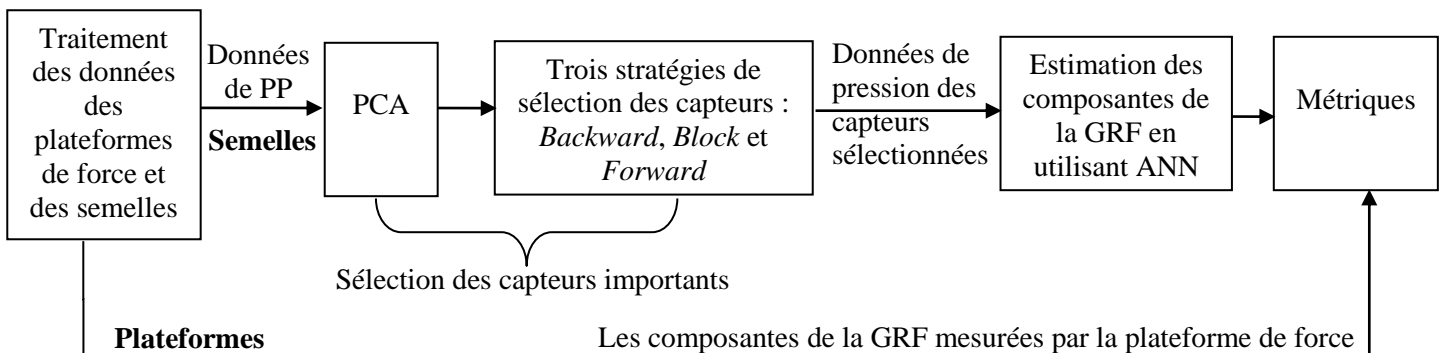 Traitement
des données
des
plateformes
de force et
des semelles
Données
de PP
Semelles
PCA
Trois stratégies de
sélection des capteurs :
Backward, Block et
Forward
Données de
pression des
capteurs
sélectionnées
Estimation des
composantes de
la GRF en
utilisant ANN
Métriques
Sélection des capteurs importants
Plateformes
Les composantes de la GRF mesurées par la plateforme de force